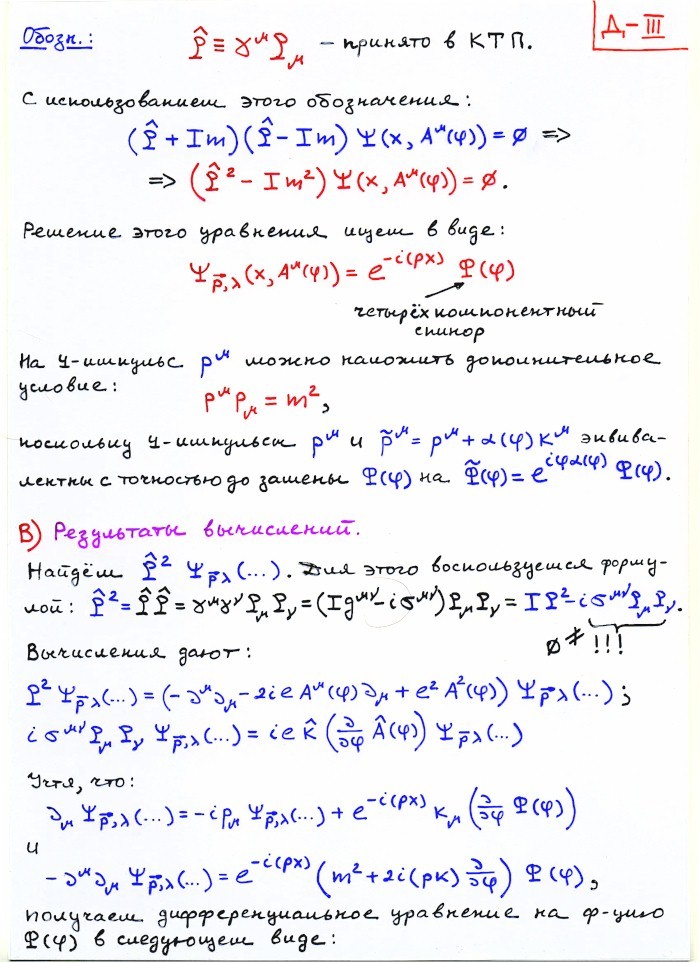 Обозн.: $\hat{\mathcal{P}} \equiv \gamma^\mu \mathcal{P}_\mu$ – принято в КТП.
Д-III
С использованием этого обозначения:
$(\hat{\mathcal{P}} + Im)(\hat{\mathcal{P}} - Im) \Psi(x, A^\mu(\varphi)) = \emptyset \Rightarrow$
$\Rightarrow (\hat{\mathcal{P}}^2 - Im^2) \Psi(x, A^\mu(\varphi)) = \emptyset.$
Решение этого уравнения ищем в виде:
$\Psi_{\vec{p},\lambda}(x, A^\mu(\varphi)) = e^{-i(px)} \Phi(\varphi)$
четырёхкомпонентный
спинор
На 4-импульс $p^\mu$ можно наложить дополнительное
условие:
$p^\mu p_\mu = m^2,$
поскольку 4-импульсы $p^\mu$ и $\tilde{p}^\mu = p^\mu + \alpha(\varphi) k^\mu$ эквива-
лентны с точностью до замены $\Phi(\varphi)$ на $\tilde{\Phi}(\varphi) = e^{i\varphi\alpha(\varphi)} \Phi(\varphi).$
В) Результаты вычислений.
Найдём $\hat{\mathcal{P}}^2 \Psi_{\vec{p}\lambda}(...)$. Для этого воспользуемся форму-
лой: $\hat{\mathcal{P}}^2 = \hat{\mathcal{P}}\hat{\mathcal{P}} = \gamma^\mu\gamma^\nu \mathcal{P}_\mu \mathcal{P}_\nu = (Ig^{\mu\nu} - i\sigma^{\mu\nu}) \mathcal{P}_\mu \mathcal{P}_\nu = I\mathcal{P}^2 - i\sigma^{\mu\nu} \mathcal{P}_\mu \mathcal{P}_\nu.$
$\emptyset \neq$ !!!
Вычисления дают:
$\mathcal{P}^2 \Psi_{\vec{p}\lambda}(...) = (-\partial^\mu\partial_\mu - 2ieA^\mu(\varphi)\partial_\mu + e^2A^2(\varphi)) \Psi_{\vec{p}\lambda}(...);$
$i\sigma^{\mu\nu} \mathcal{P}_\mu \mathcal{P}_\nu \Psi_{\vec{p},\lambda}(...) = ie\hat{k} \left(\frac{\partial}{\partial\varphi} \hat{A}(\varphi)\right) \Psi_{\vec{p},\lambda}(...)$
Учтя, что:
$\partial_\mu \Psi_{\vec{p},\lambda}(...) = -ip_\mu \Psi_{\vec{p},\lambda}(...) + e^{-i(px)} k_\mu \left(\frac{\partial}{\partial\varphi} \Phi(\varphi)\right)$
и
$-\partial^\mu\partial_\mu \Psi_{\vec{p},\lambda}(...) = e^{-i(px)} \left(m^2 + 2i(pk) \frac{\partial}{\partial\varphi}\right) \Phi(\varphi),$
получаем дифференциальное уравнение на ф-цию
$\Phi(\varphi)$ в следующем виде: